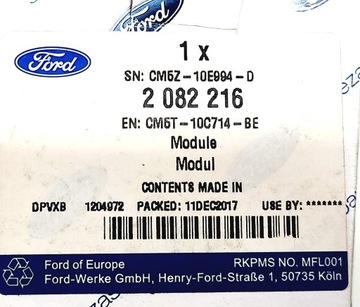 Ford
1 x
SN: CM5Z-10E994-D
2 082 216
EN: CM5T-10C714-BE
Module
Modul
CONTENTS MADE IN
DPVXB 1204972 PACKED: 11DEC2017 USE BY: *******
Ford of Europe RKPMS NO. MFL001
Ford-Werke GmbH, Henry-Ford-Straße 1, 50735 Köln